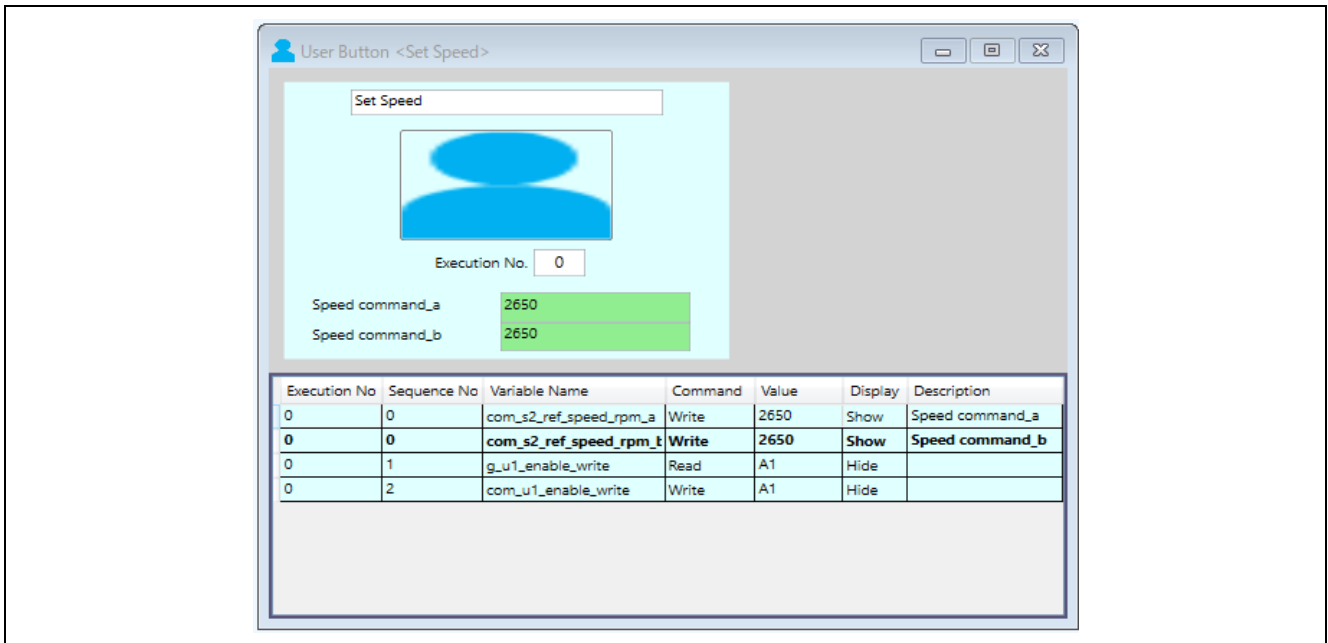 User Button <Set Speed>
Set Speed
Execution No. 0
Speed command_a 2650
Speed command_b 2650
Execution No Sequence No Variable Name Command Value Display Description
0 0 com_s2_ref_speed_rpm_a Write 2650 Show Speed command_a
0 0 com_s2_ref_speed_rpm_t Write 2650 Show Speed command_b
0 1 g_u1_enable_write Read A1 Hide
0 2 com_u1_enable_write Write A1 Hide